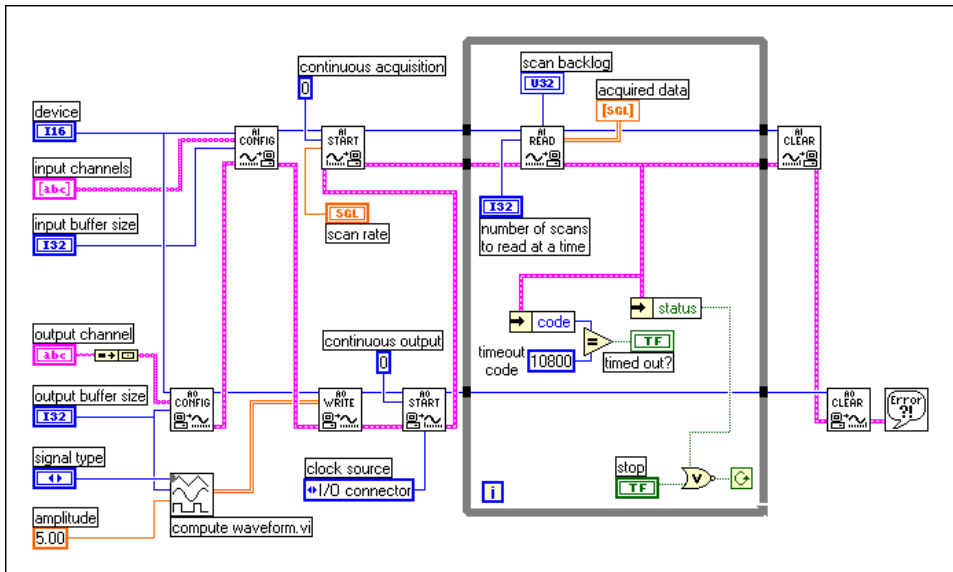 continuous acquisition
0
scan backlog
U32
acquired data
[SGL]
device
I16
AI
CONFIG
AI
START
AI
READ
AI
CLEAR
input channels
[abc]
input buffer size
I32
SGL
scan rate
I32
number of scans
to read at a time
code
status
timeout
code
10800
=
TF
timed out?
output channel
abc
continuous output
0
output buffer size
I32
AO
CONFIG
AO
WRITE
AO
START
AO
CLEAR
Error
?!
signal type
clock source
I/O connector
stop
TF
V
i
amplitude
5.00
compute waveform.vi